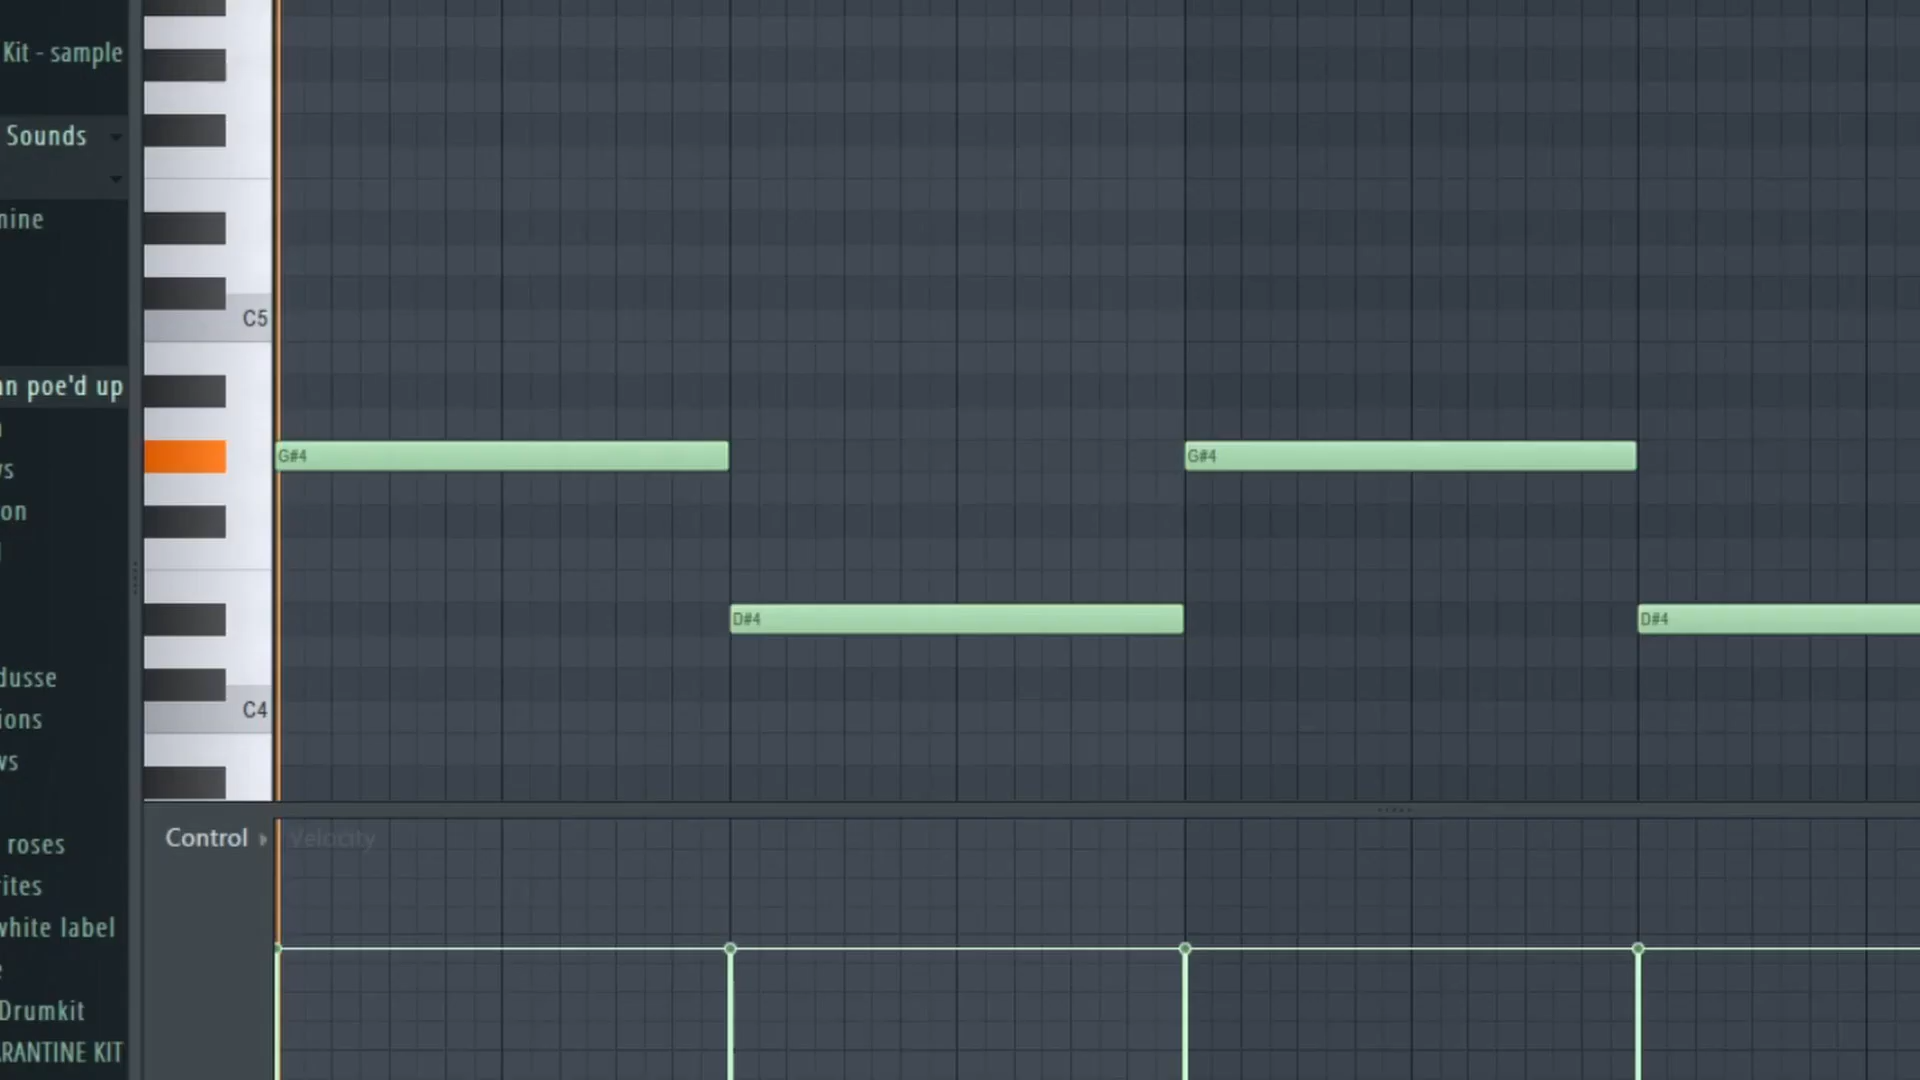 Kit - sample
Sounds
nine
C5
poe'd up
G#4
G#4
on
D#4
D#4
dusse
C4
ions
Control
Velocity
roses
ites
white label
Drumkit
RANTINE KIT